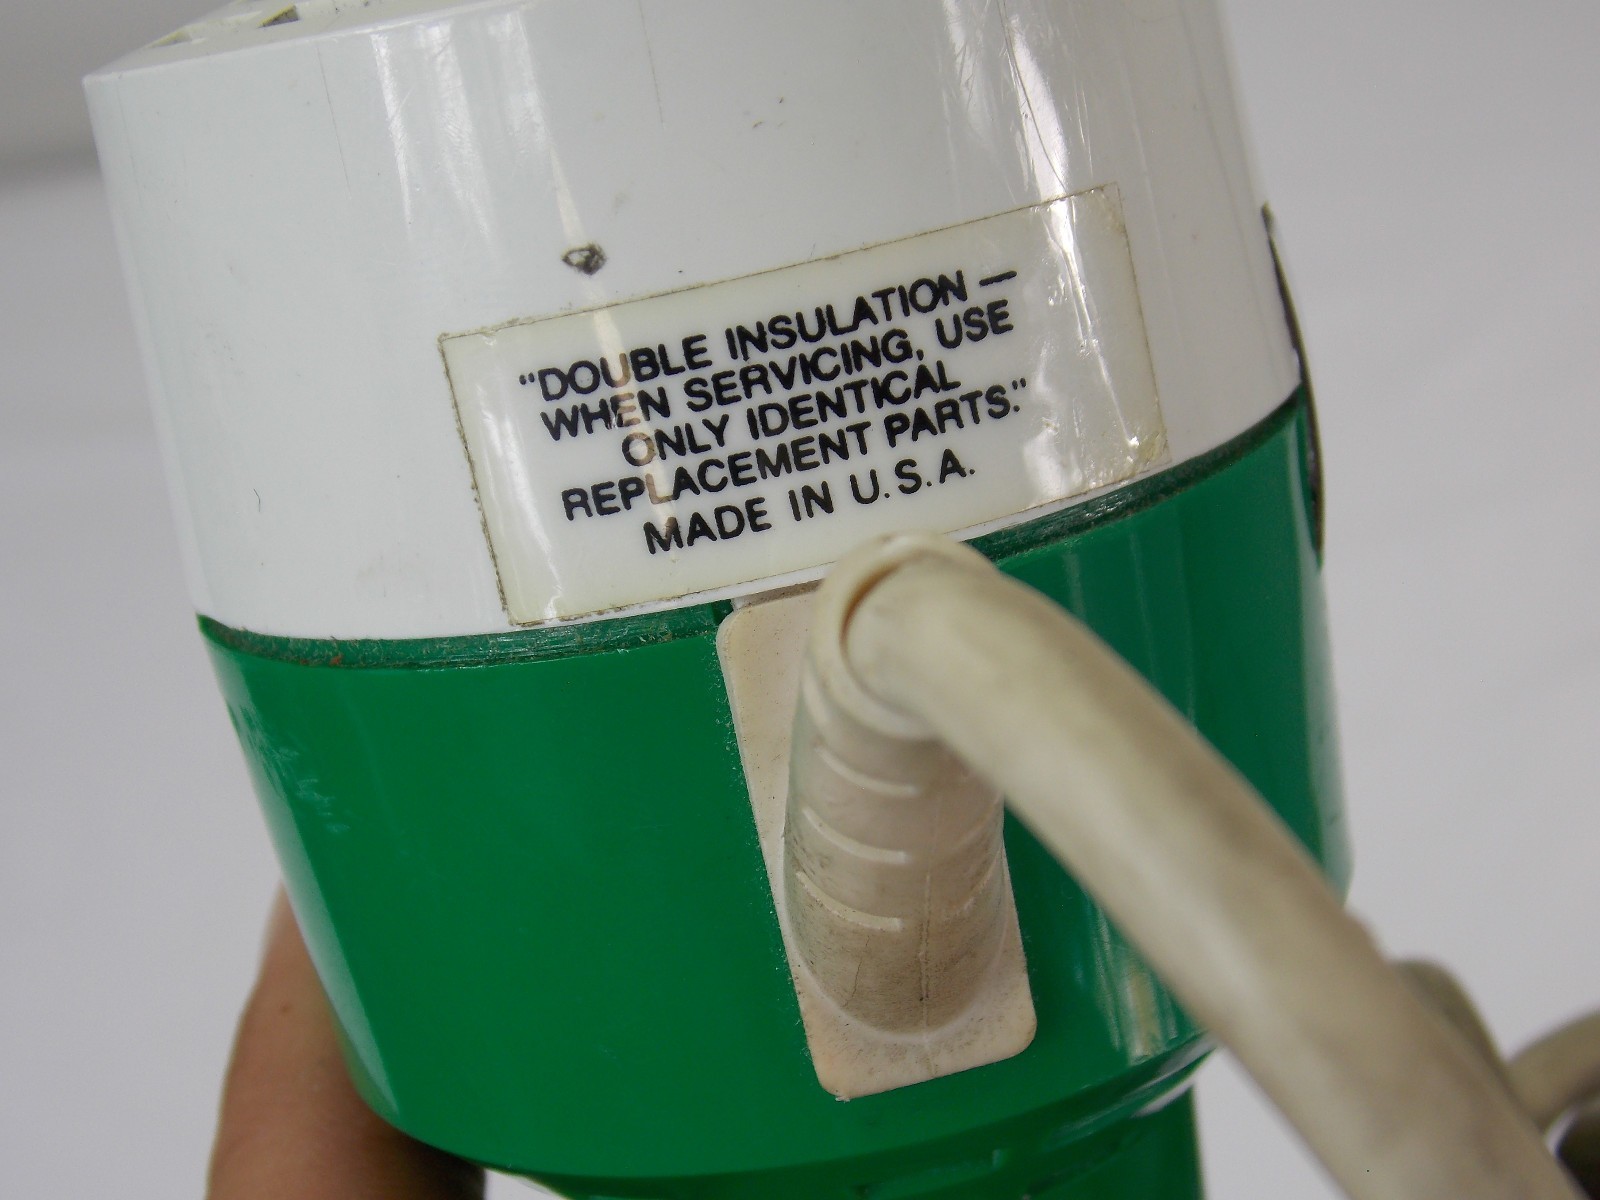 “DOUBLE INSULATION —
WHEN SERVICING, USE
ONLY IDENTICAL
REPLACEMENT PARTS.”
MADE IN U.S.A.